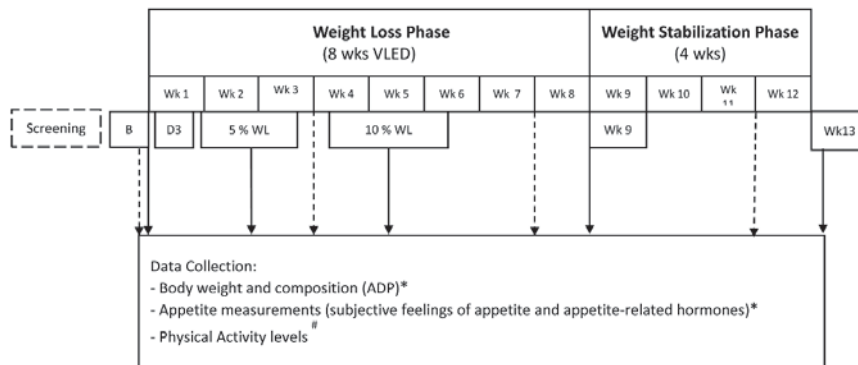 Weight Loss Phase
(8 wks VLED)
Weight Stabilization Phase
(4 wks)
Wk 1 Wk 2 Wk 3 Wk 4 Wk 5 Wk 6 Wk 7 Wk 8 Wk 9 Wk 10 Wk 11 Wk 12
Screening B D3 5 % WL 10 % WL Wk 9 Wk13
Data Collection:
- Body weight and composition (ADP)*
- Appetite measurements (subjective feelings of appetite and appetite-related hormones)*
- Physical Activity levels#